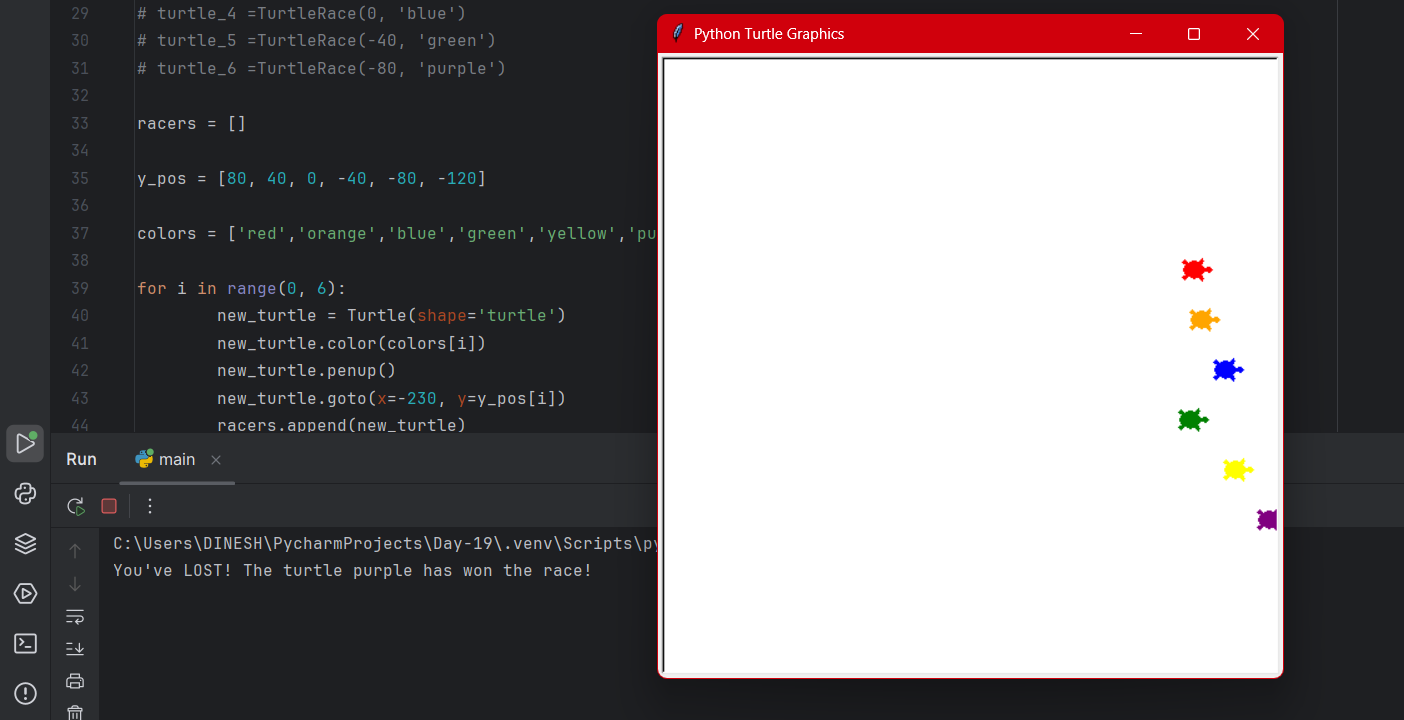 29 # turtle_4 =TurtleRace(0, 'blue')
30 # turtle_5 =TurtleRace(-40, 'green')
31 # turtle_6 =TurtleRace(-80, 'purple')
32
33 racers = []
34
35 y_pos = [80, 40, 0, -40, -80, -120]
36
37 colors = ['red','orange','blue','green','yellow','pu
38
39 for i in range(0, 6):
40 new_turtle = Turtle(shape='turtle')
41 new_turtle.color(colors[i])
42 new_turtle.penup()
43 new_turtle.goto(x=-230, y=y_pos[i])
44 racers.append(new_turtle)
Python Turtle Graphics
Run main
C:\Users\DINESH\PycharmProjects\Day-19\.venv\Scripts\py
You've LOST! The turtle purple has won the race!